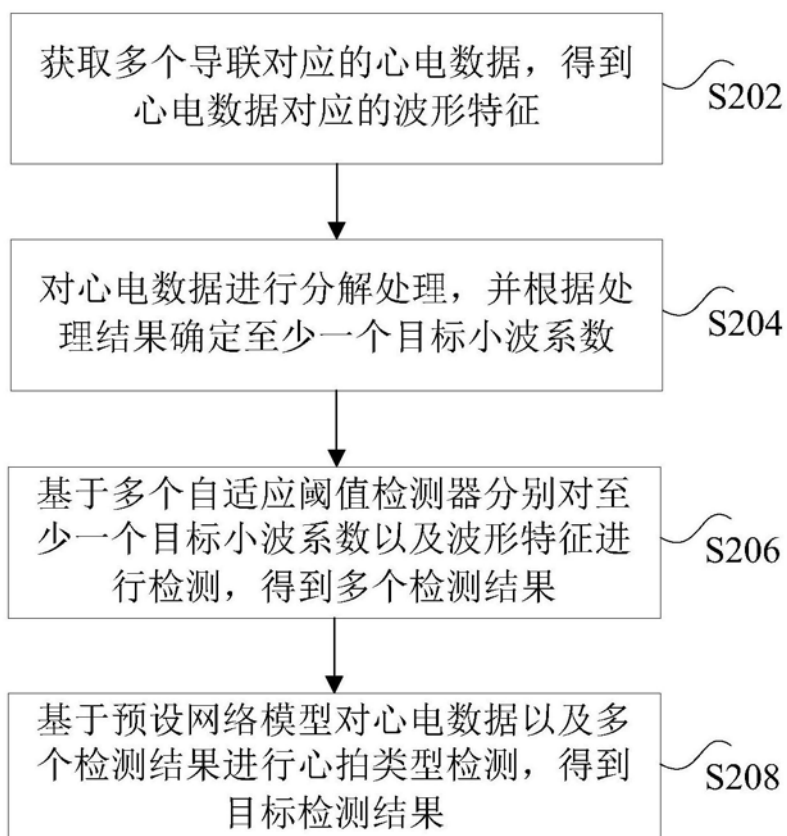 获取多个导联对应的心电数据，得到
心电数据对应的波形特征
S202
对心电数据进行分解处理，并根据处
理结果确定至少一个目标小波系数
S204
基于多个自适应阈值检测器分别对至
少一个目标小波系数以及波形特征进
行检测，得到多个检测结果
S206
基于预设网络模型对心电数据以及多
个检测结果进行心拍类型检测，得到
目标检测结果
S208